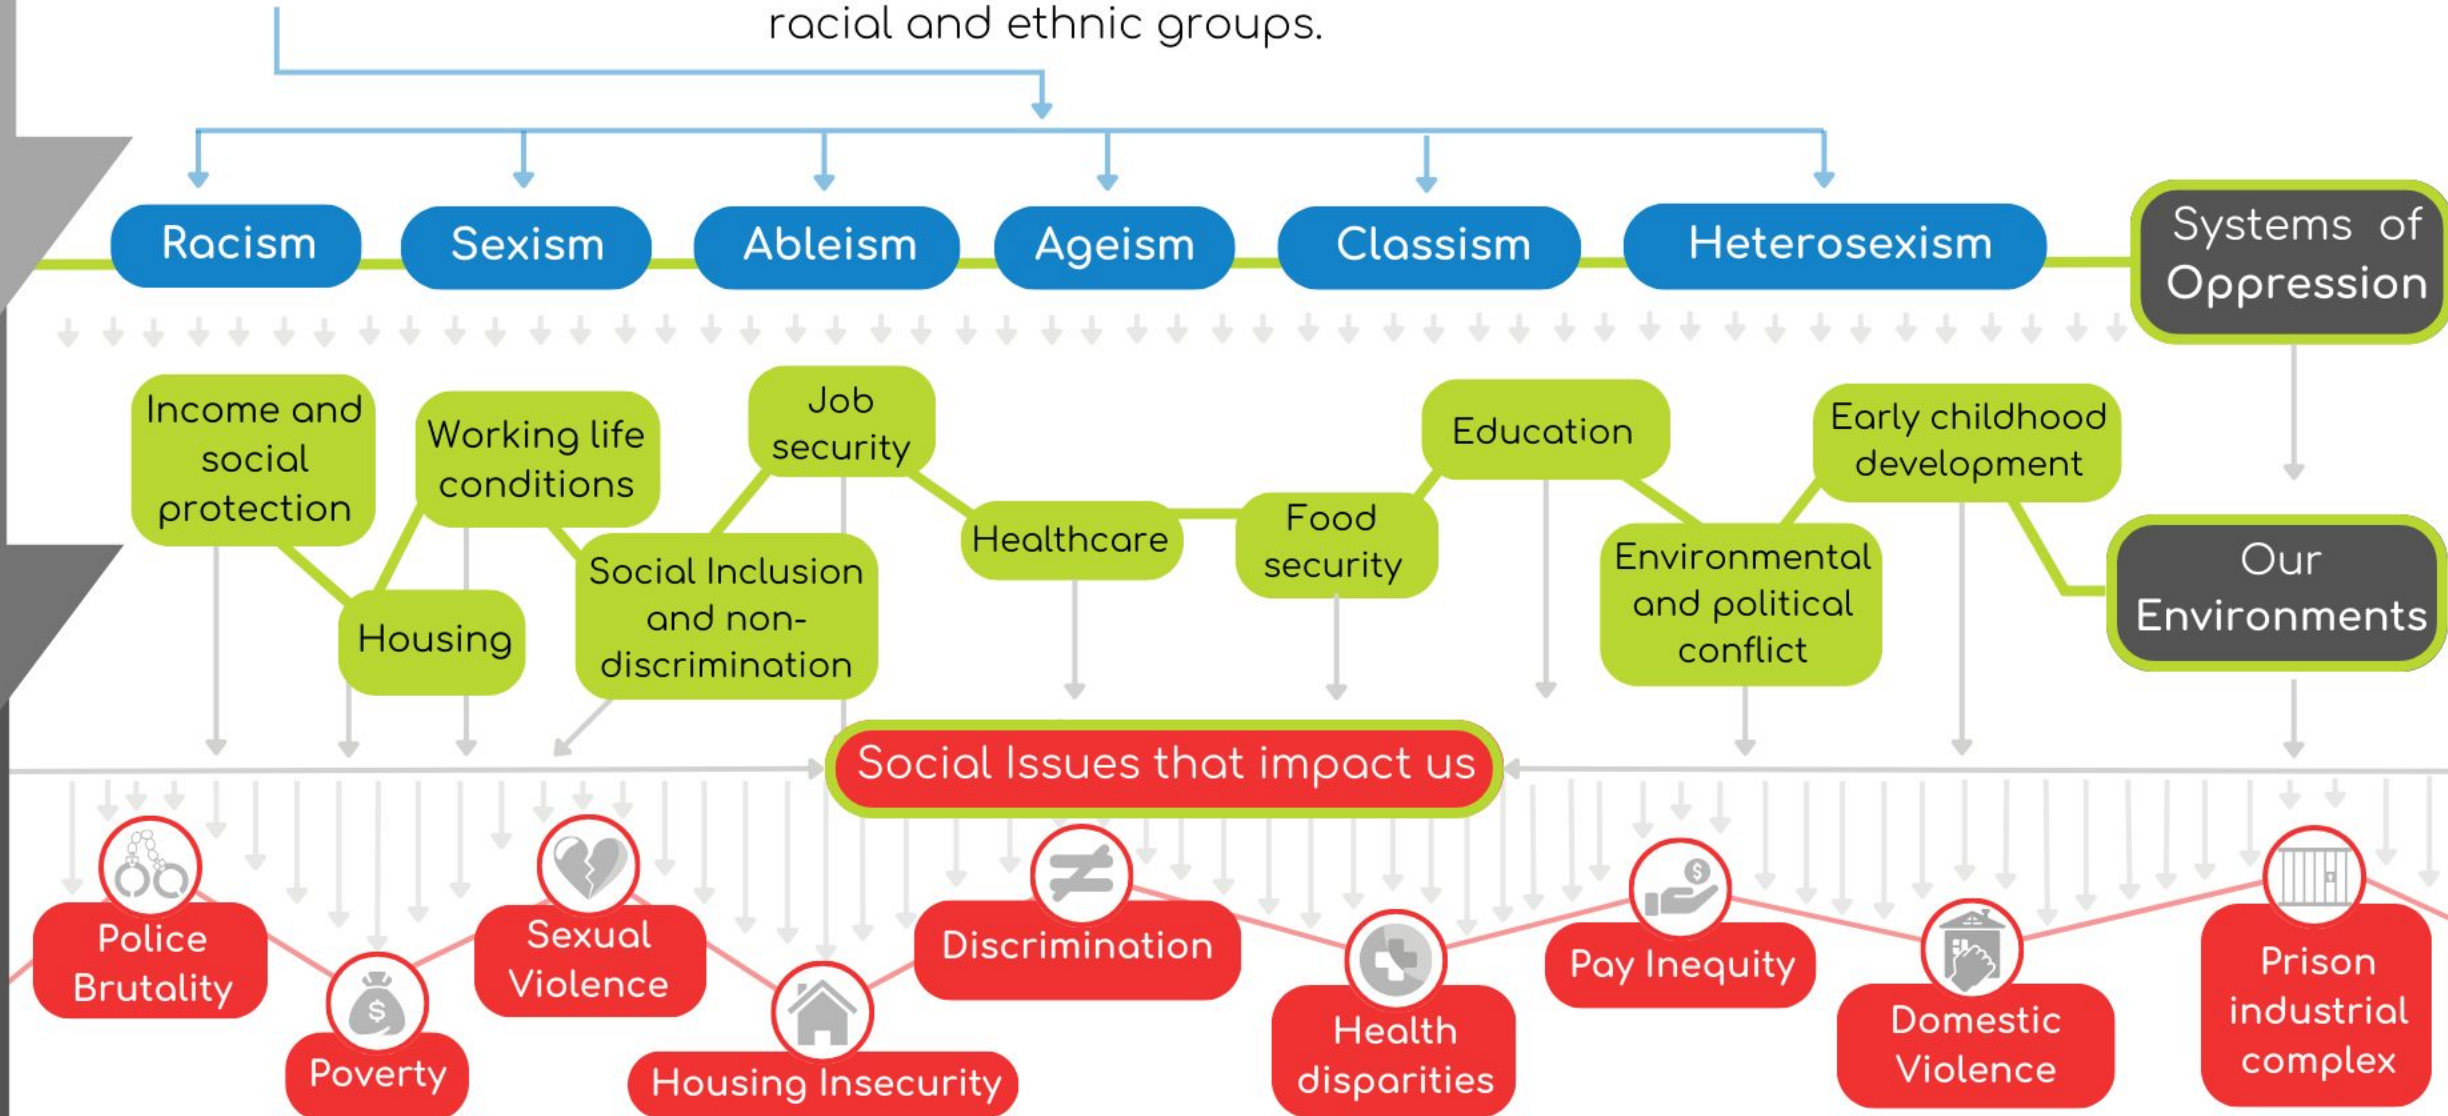 racial and ethnic groups.
Racism
Sexism
Ableism
Ageism
Classism
Heterosexism
Systems of
Oppression
Income and
social
protection
Working life
conditions
Job
security
Education
Early childhood
development
Housing
Social Inclusion
and non-
discrimination
Healthcare
Food
security
Environmental
and political
conflict
Our
Environments
Social Issues that impact us
Police
Brutality
$
Poverty
Sexual
Violence
Housing Insecurity
Discrimination
Health
disparities
$
Pay Inequity
Domestic
Violence
Prison
industrial
complex